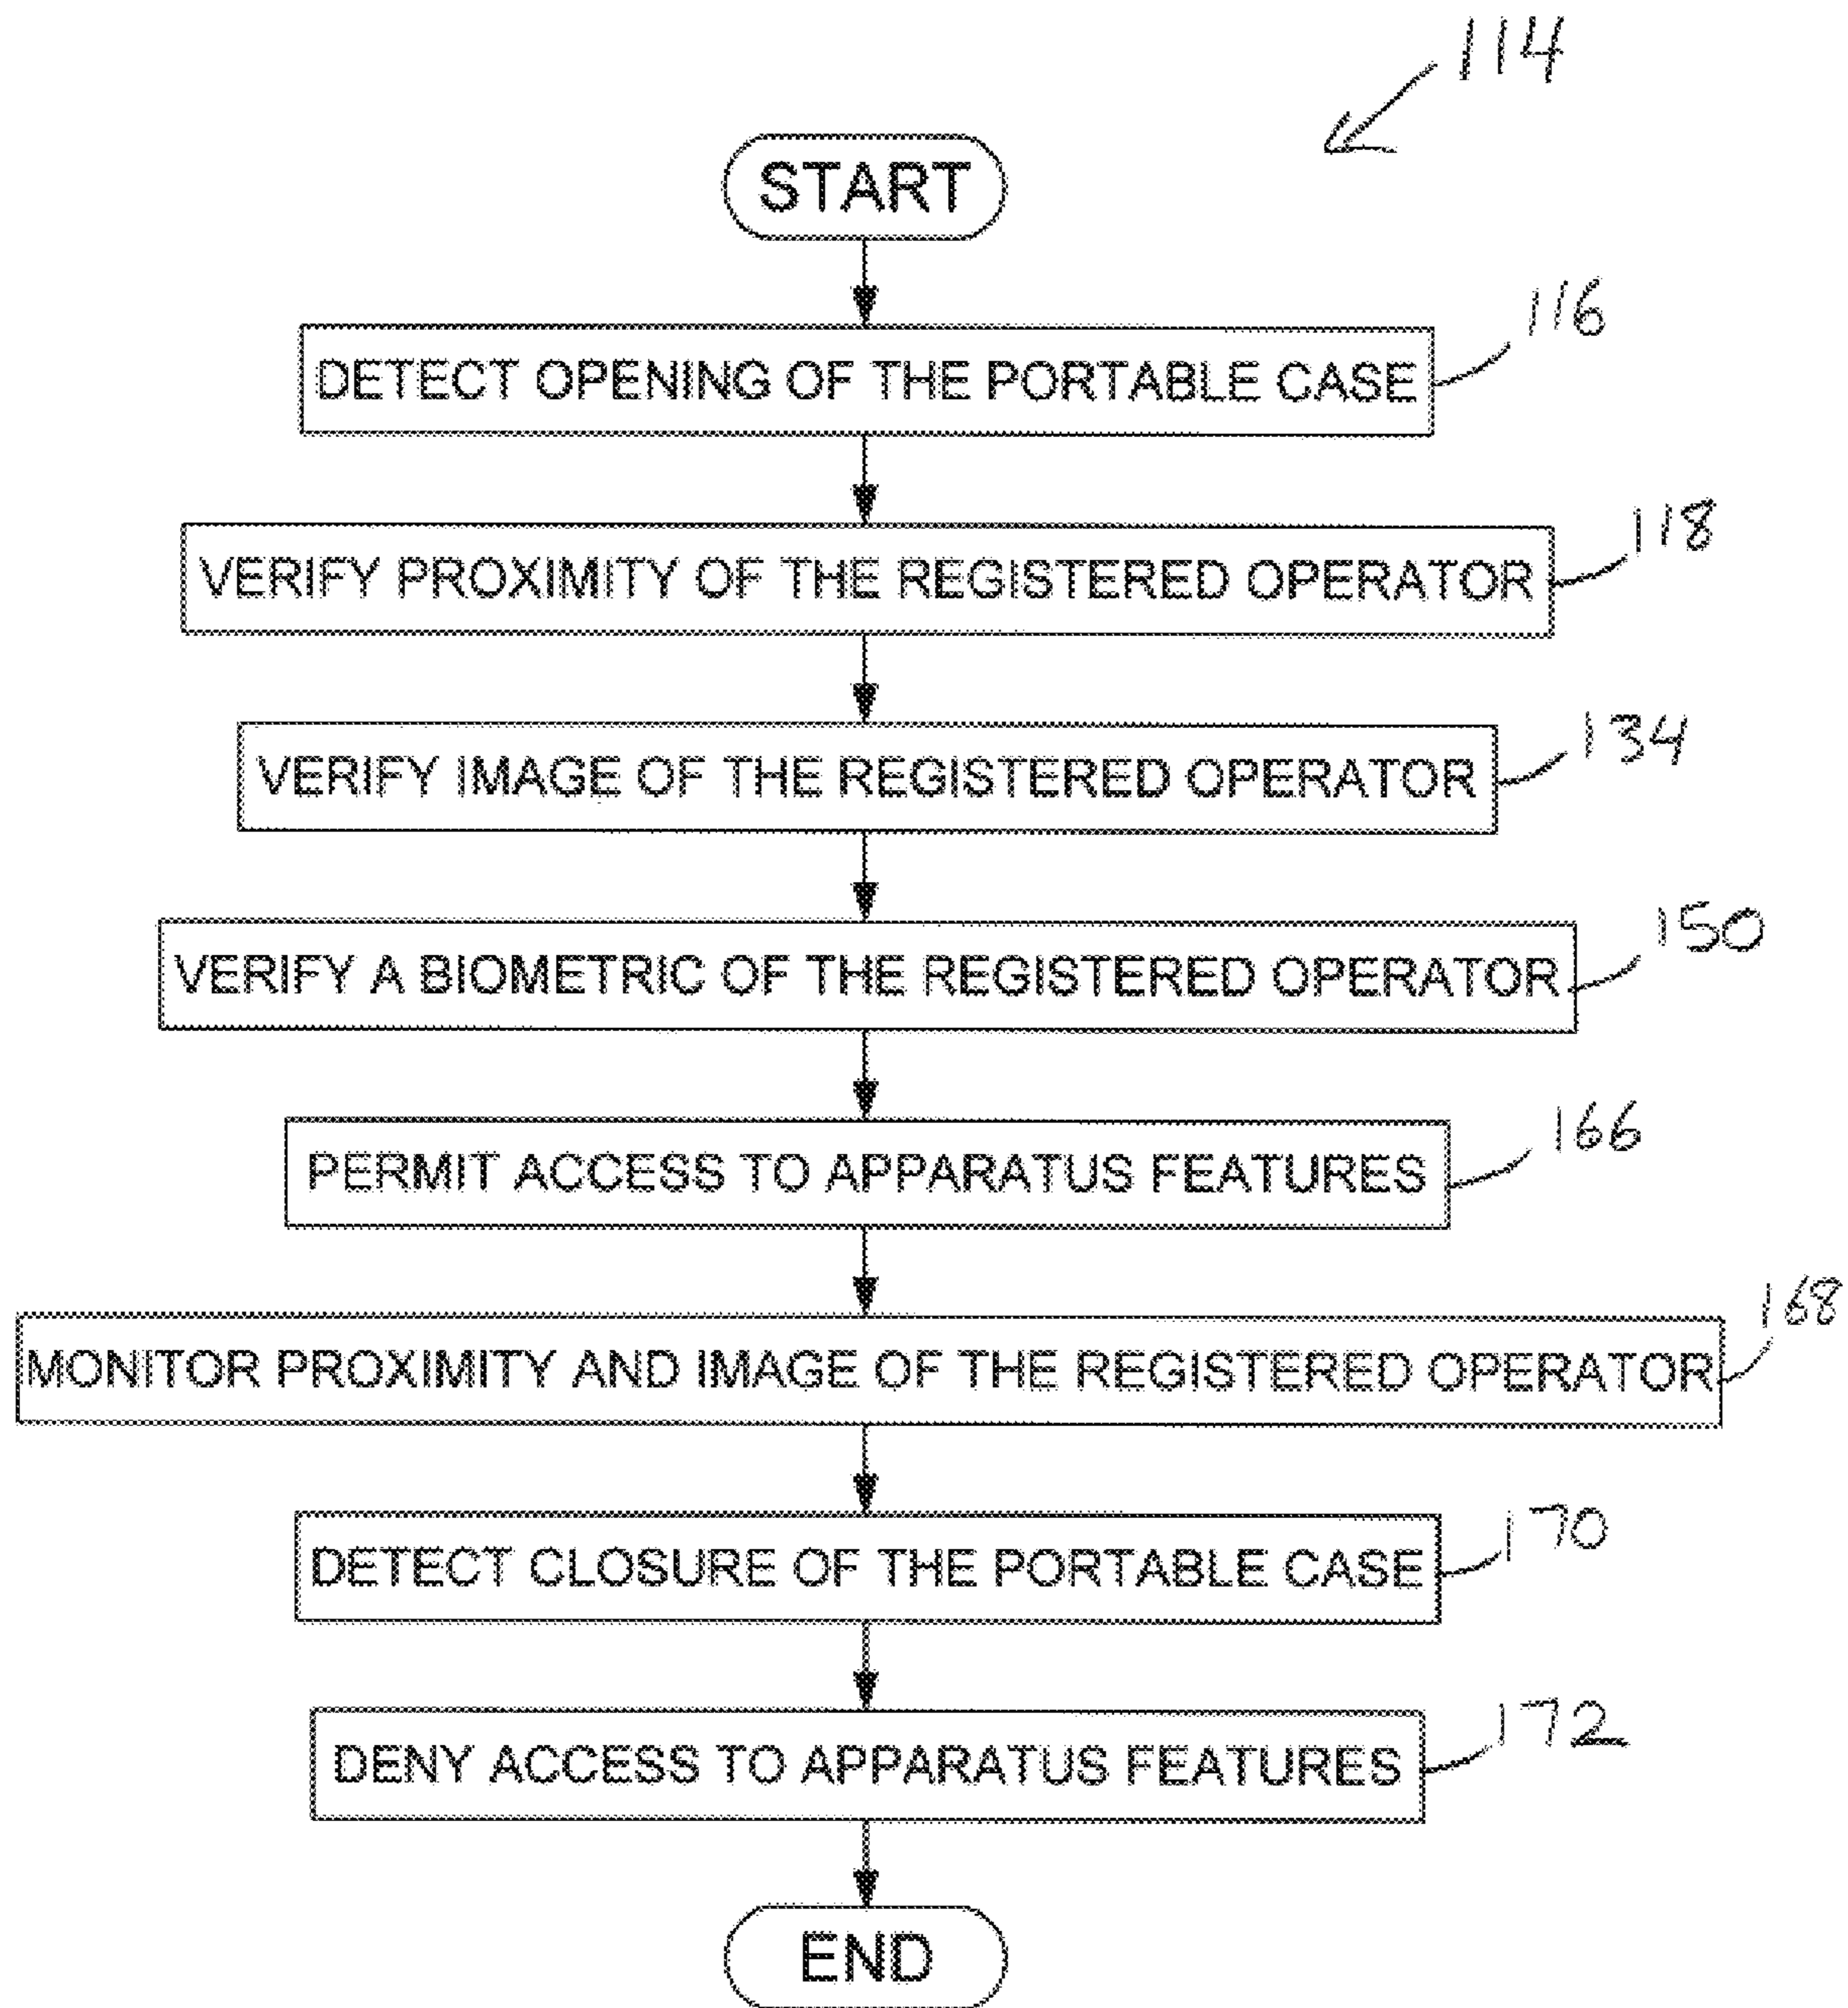 114
START
DETECT OPENING OF THE PORTABLE CASE
116
VERIFY PROXIMITY OF THE REGISTERED OPERATOR
118
VERIFY IMAGE OF THE REGISTERED OPERATOR
134
VERIFY A BIOMETRIC OF THE REGISTERED OPERATOR
150
PERMIT ACCESS TO APPARATUS FEATURES
166
MONITOR PROXIMITY AND IMAGE OF THE REGISTERED OPERATOR
168
DETECT CLOSURE OF THE PORTABLE CASE
170
DENY ACCESS TO APPARATUS FEATURES
172
END